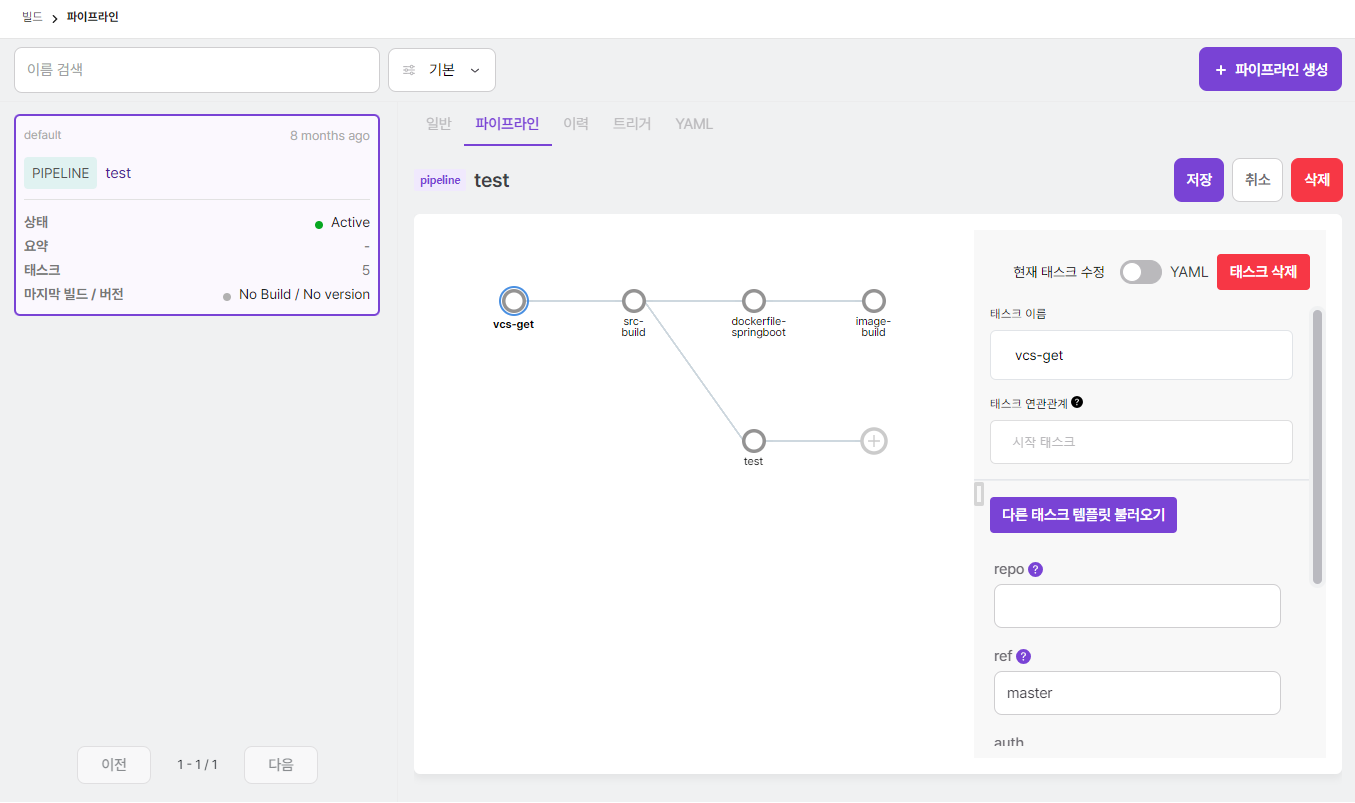 빌드 > 파이프라인
이름 검색
기본
+ 파이프라인 생성
default
8 months ago
PIPELINE test
상태
Active
요약
-
태스크
5
마지막 빌드 / 버전
No Build / No version
이전
1 - 1 / 1
다음
일반
파이프라인
이력
트리거
YAML
pipeline test
저장
취소
삭제
vcs-get
src-
build
dockerfile-
springboot
image-
build
test
현재 태스크 수정
YAML
태스크 삭제
태스크 이름
vcs-get
태스크 연관관계 ?
시작 태스크
다른 태스크 템플릿 불러오기
repo ?
ref ?
master
auth